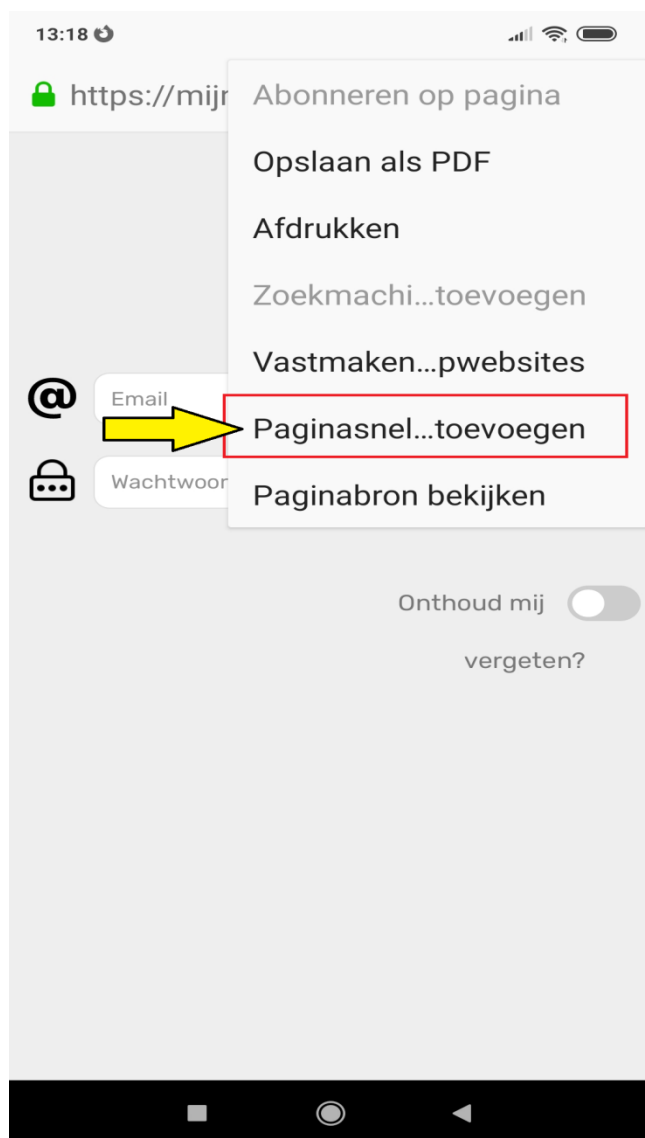 13:18
https://mijn
Abonneren op pagina
Opslaan als PDF
Afdrukken
Zoekmachi...toevoegen
Vastmaken...pwebsites
@ Email
Paginasnel...toevoegen
Wachtwoor
Paginabron bekijken
Onthoud mij
vergeten?